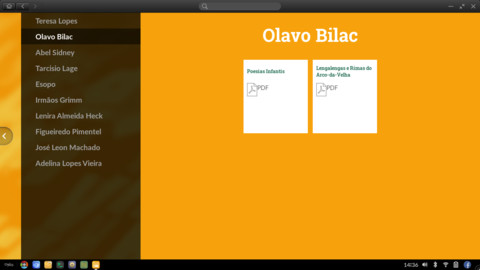 Teresa Lopes
Olavo Bilac
Abel Sidney
Tarcisio Lage
Esopo
Irmãos Grimm
Lenira Almeida Heck
Figueiredo Pimentel
José Leon Machado
Adelina Lopes Vieira
Olavo Bilac
Poesias Infantis
PDF
Lengalengas e Rimas do
Arco-da-Velha
PDF
14:36